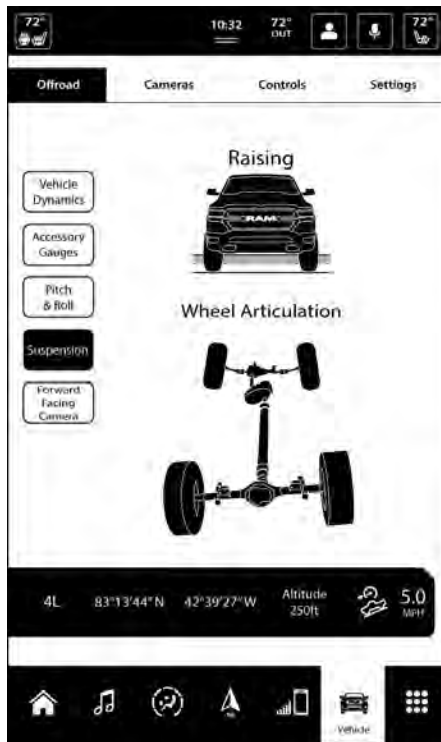 72°
10:32
72°
OUT
72°
Offroad
Cameras
Controls
Settings
Raising
RAM
Vehicle
Dynamics
Accessory
Gauges
Pitch
& Roll
Suspension
Forward
Facing
Camera
Wheel Articulation
4L
83°13'44" N
42°39'27" W
Altitude
250ft
5.0
MPH
Vehicle